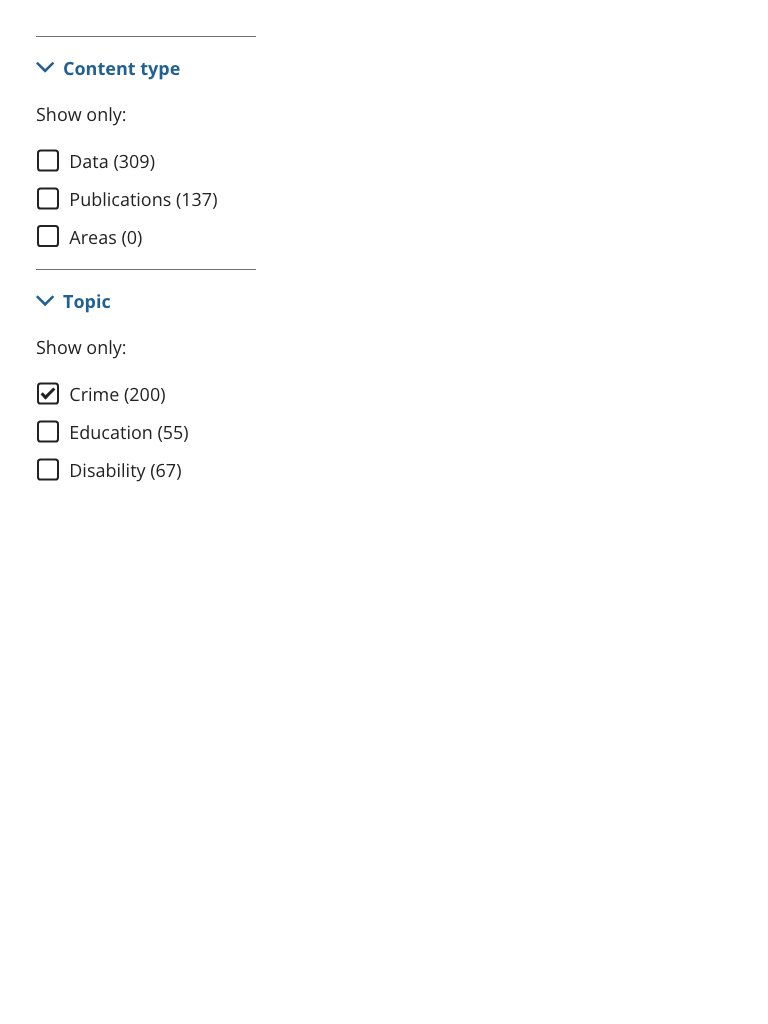 Content type
Show only:
Data (309)
Publications (137)
Areas (0)
Topic
Show only:
Crime (200)
Education (55)
Disability (67)